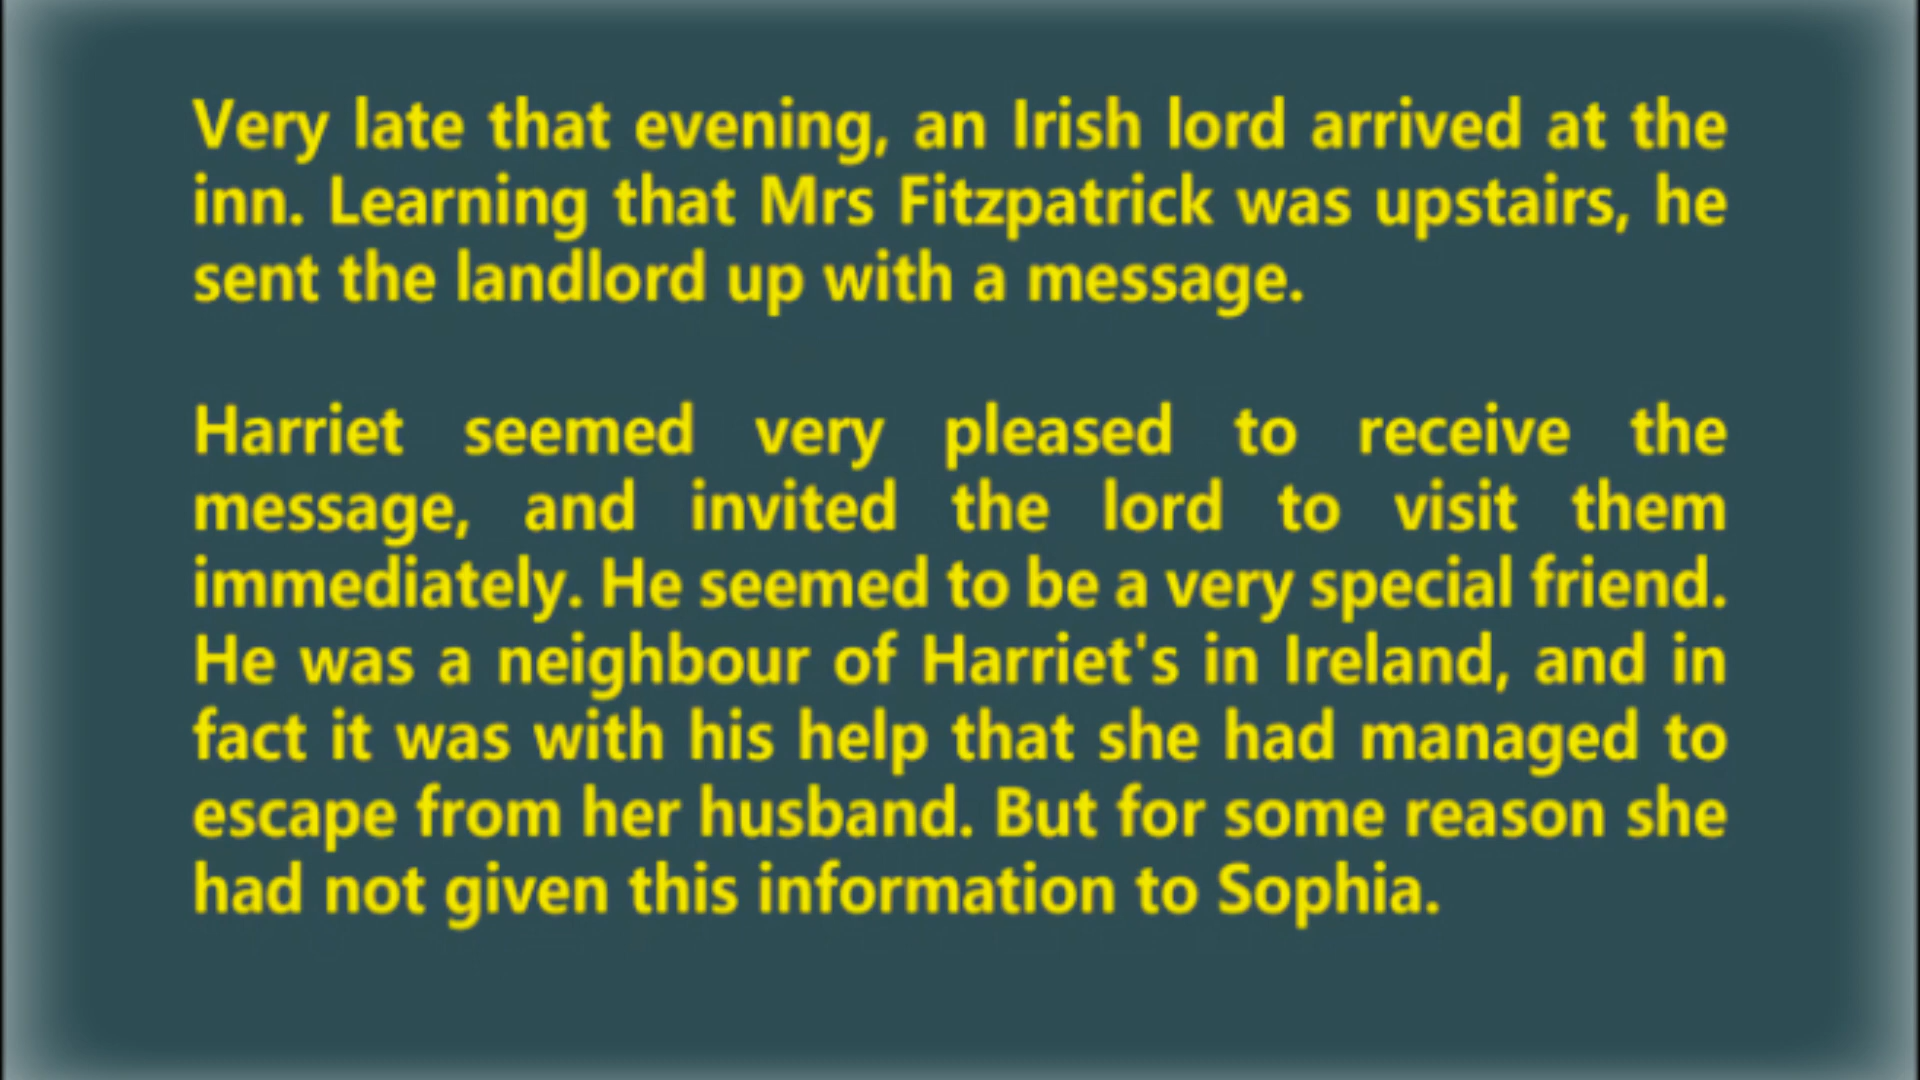 Very late that evening, an Irish lord arrived at the
inn. Learning that Mrs Fitzpatrick was upstairs, he
sent the landlord up with a message.
Harriet seemed very pleased to receive the
message, and invited the lord to visit them
immediately. He seemed to be a very special friend.
He was a neighbour of Harriet's in Ireland, and in
fact it was with his help that she had managed to
escape from her husband. But for some reason she
had not given this information to Sophia.